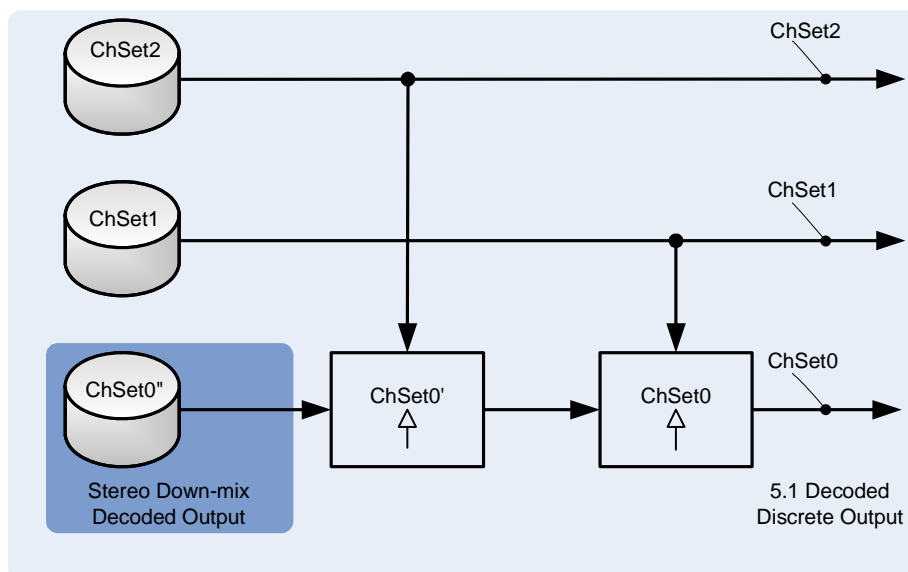 ChSet2
ChSet2
ChSet1
ChSet1
ChSet0"
ChSet0'
ChSet0
ChSet0
Stereo Down-mix
Decoded Output
5.1 Decoded
Discrete Output